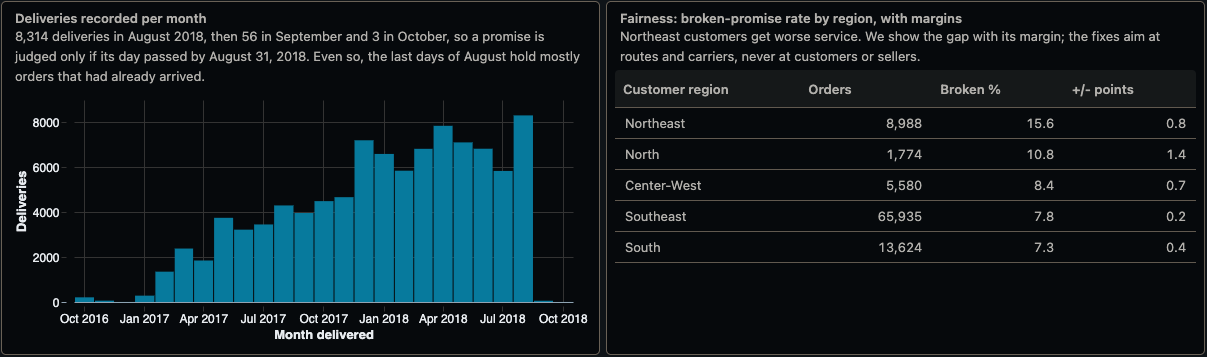 Deliveries recorded per month
8,314 deliveries in August 2018, then 56 in September and 3 in October, so a promise is
judged only if its day passed by August 31, 2018. Even so, the last days of August hold mostly
orders that had already arrived.
8000
6000
4000
2000
0
Deliveries
Oct 2016 Jan 2017 Apr 2017 Jul 2017 Oct 2017 Jan 2018 Apr 2018 Jul 2018 Oct 2018
Month delivered
Fairness: broken-promise rate by region, with margins
Northeast customers get worse service. We show the gap with its margin; the fixes aim at
routes and carriers, never at customers or sellers.
Customer region Orders Broken % +/- points
Northeast 8,988 15.6 0.8
North 1,774 10.8 1.4
Center-West 5,580 8.4 0.7
Southeast 65,935 7.8 0.2
South 13,624 7.3 0.4